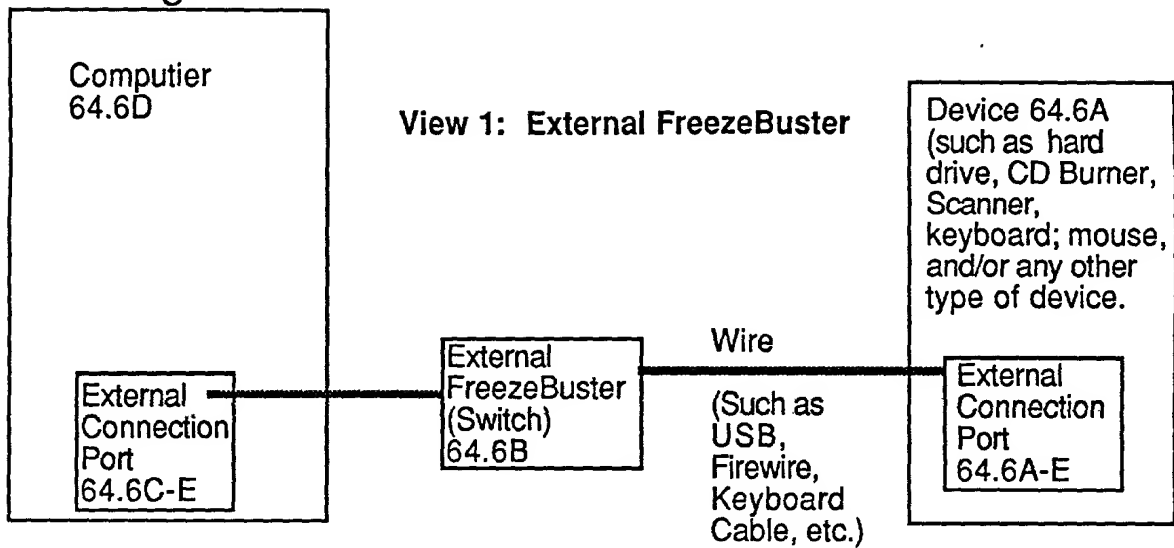 Computier
64.6D
View 1: External FreezeBuster
Device 64.6A
(such as hard
drive, CD Burner,
Scanner,
keyboard; mouse,
and/or any other
type of device.
External
Connection
Port
64.6C-E
External
FreezeBuster
(Switch)
64.6B
Wire
(Such as
USB,
Firewire,
Keyboard
Cable, etc.)
External
Connection
Port
64.6A-E